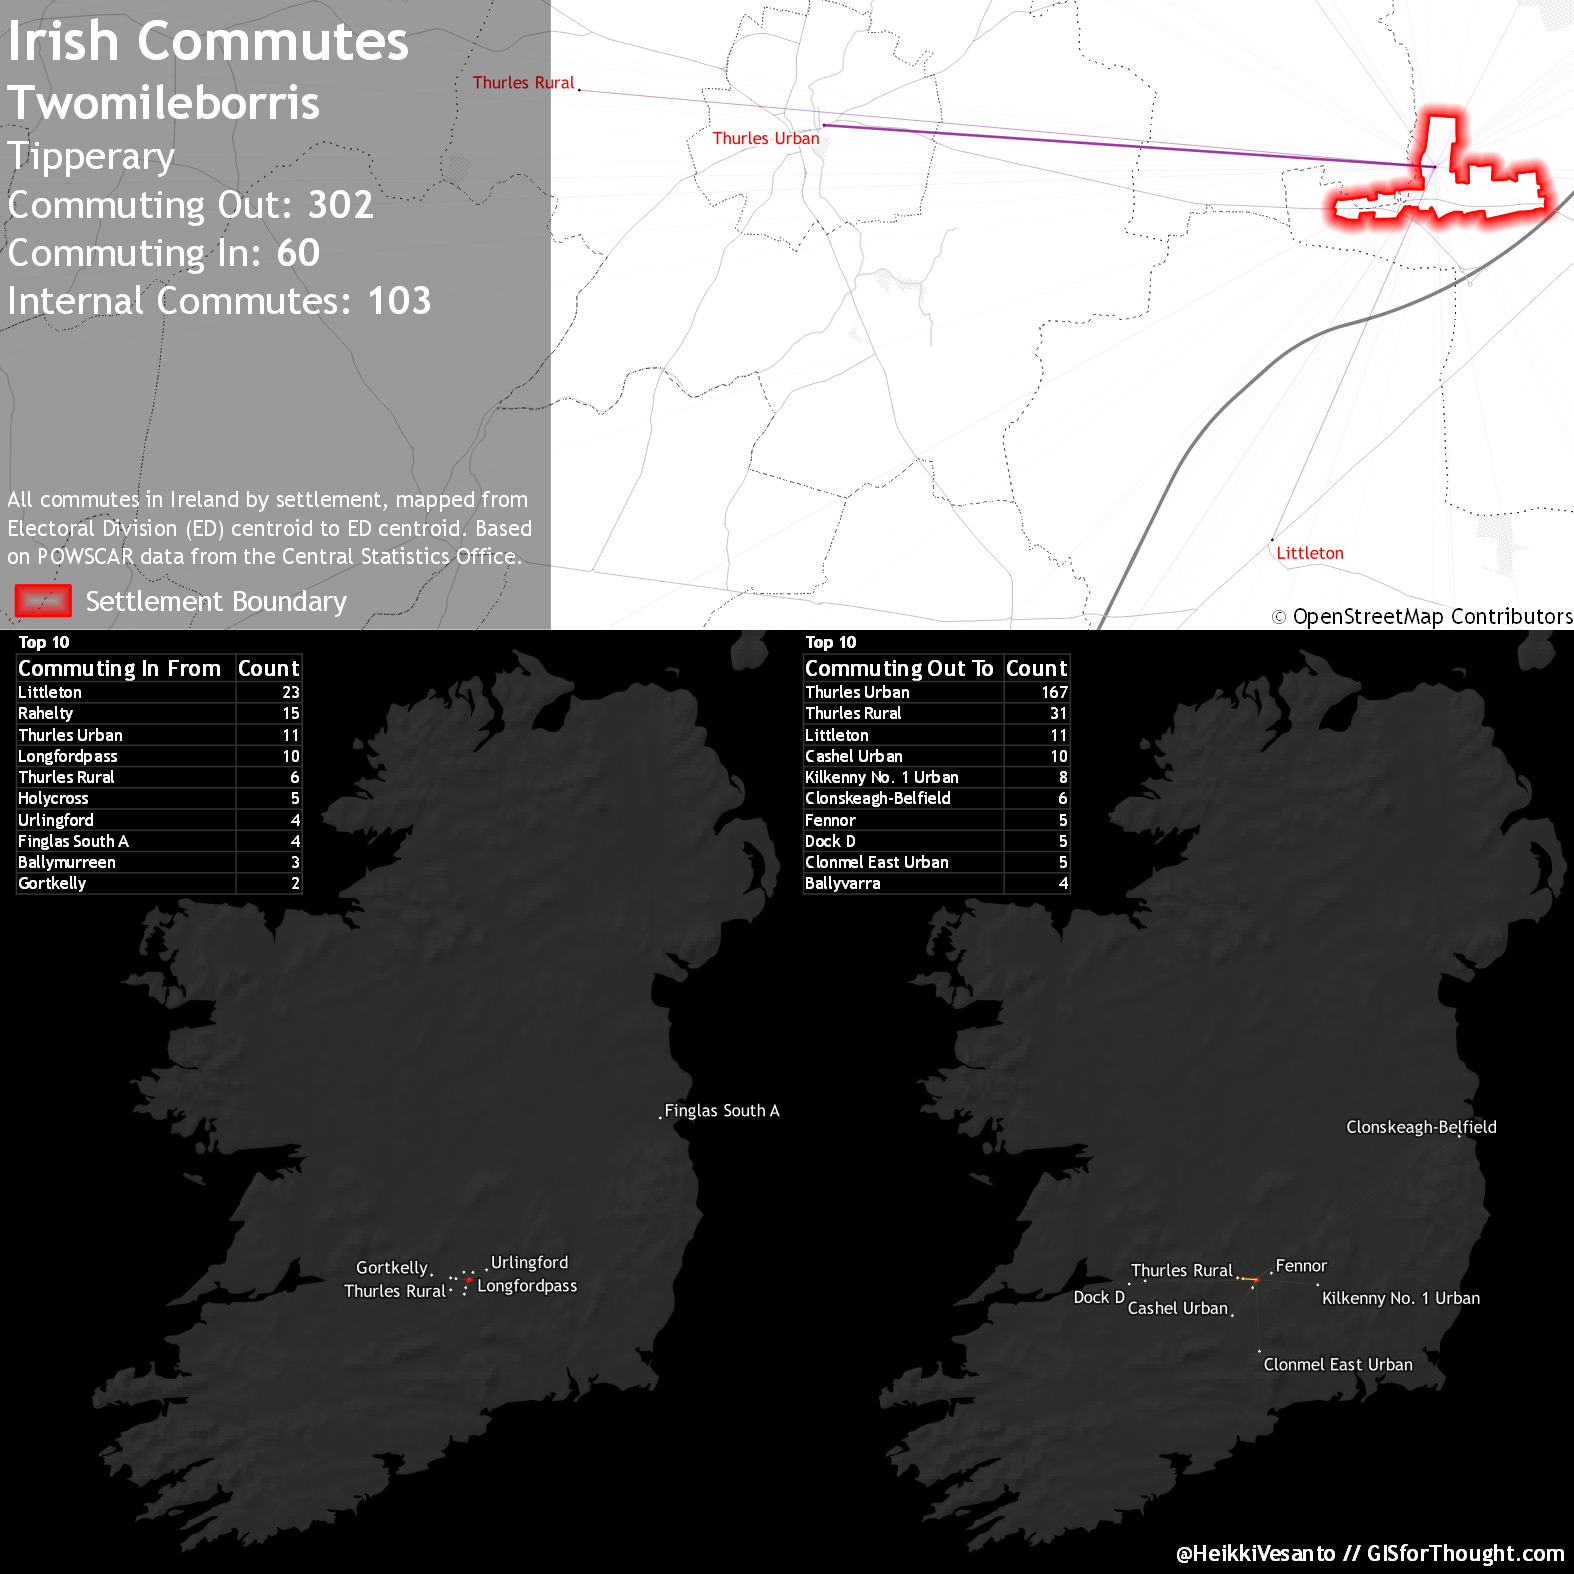 Irish Commutes
Twomileborris
Tipperary
Commuting Out: 302
Commuting In: 60
Internal Commutes: 103
All commutes in Ireland by settlement, mapped from
Electoral Division (ED) centroid to ED centroid. Based
on POWSCAR data from the Central Statistics Office.
Settlement Boundary
Thurles Rural
Thurles Urban
Littleton
© OpenStreetMap Contributors
Top 10
Commuting In From Count
Littleton 23
Rahelty 15
Thurles Urban 11
Longfordpass 10
Thurles Rural 6
Holycross 5
Urlingford 4
Finglas South A 4
Ballymurreen 3
Gortkelly 2
Finglas South A
Gortkelly
Urlingford
Thurles Rural
Longfordpass
Top 10
Commuting Out To Count
Thurles Urban 167
Thurles Rural 31
Littleton 11
Cashel Urban 10
Kilkenny No. 1 Urban 8
Clonskeagh-Belfield 6
Fennor 5
Dock D 5
Clonmel East Urban 5
Ballyvarra 4
Clonskeagh-Belfield
Thurles Rural
Fennor
Dock D
Cashel Urban
Kilkenny No. 1 Urban
Clonmel East Urban
@HeikkiVesanto // GISforThought.com